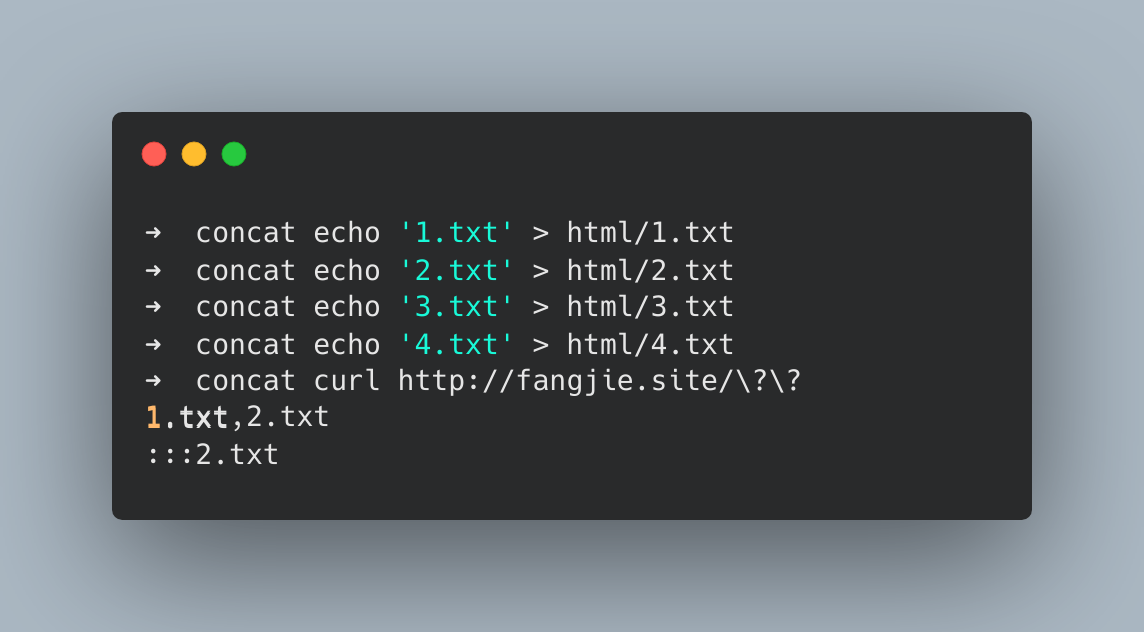 ➜  concat echo '1.txt' > html/1.txt
➜  concat echo '2.txt' > html/2.txt
➜  concat echo '3.txt' > html/3.txt
➜  concat echo '4.txt' > html/4.txt
➜  concat curl http://fangjie.site/\?\?
1.txt,2.txt
:::2.txt